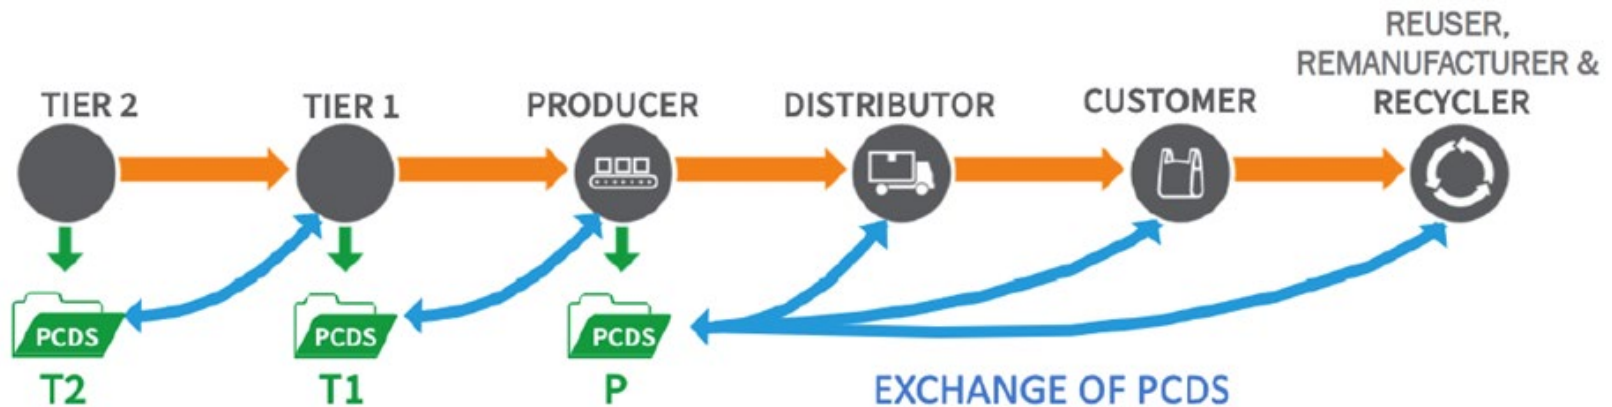 REUSER,
REMANUFACTURER &
RECYCLER
TIER 2
TIER 1
PRODUCER
DISTRIBUTOR
CUSTOMER
PCDS
PCDS
PCDS
T2
T1
P
EXCHANGE OF PCDS